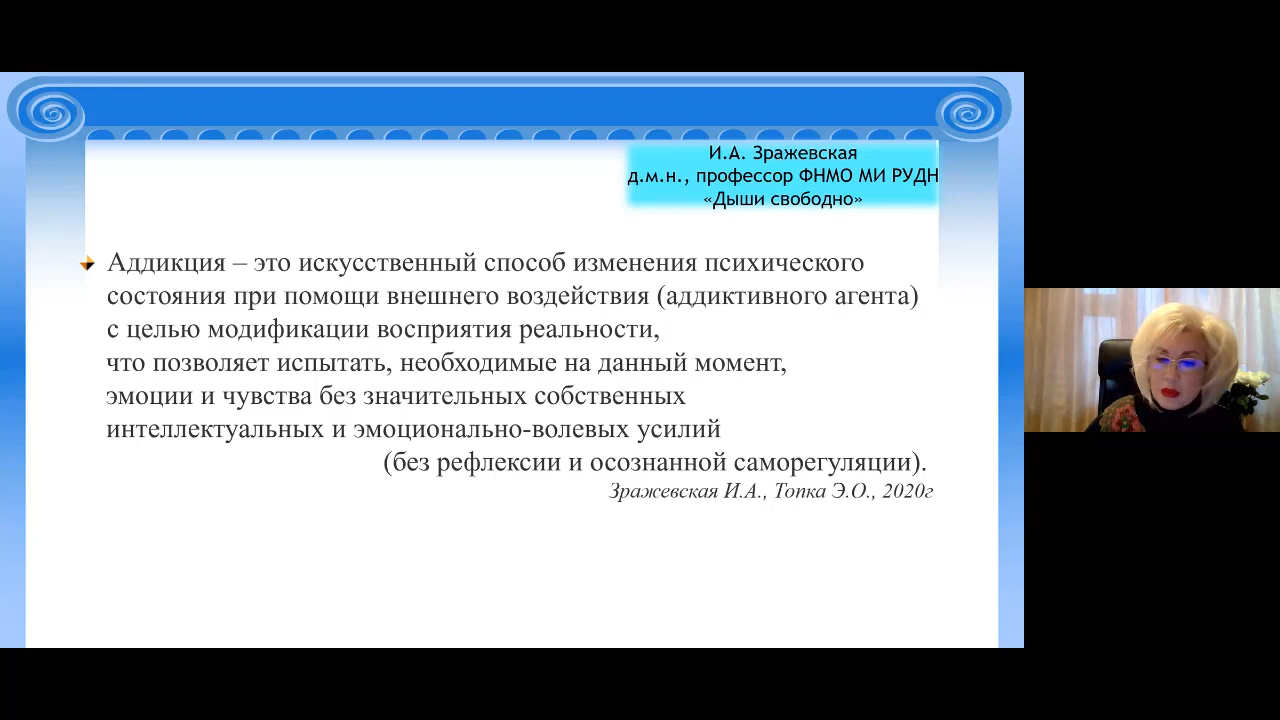 И.А. Зражевская
д.м.н., профессор ФНМО МИ РУДН
«Дыши свободно»
Аддикция – это искусственный способ изменения психического
состояния при помощи внешнего воздействия (аддиктивного агента)
с целью модификации восприятия реальности,
что позволяет испытать, необходимые на данный момент,
эмоции и чувства без значительных собственных
интеллектуальных и эмоционально-волевых усилий
(без рефлексии и осознанной саморегуляции).
Зражевская И.А., Топка Э.О., 2020г